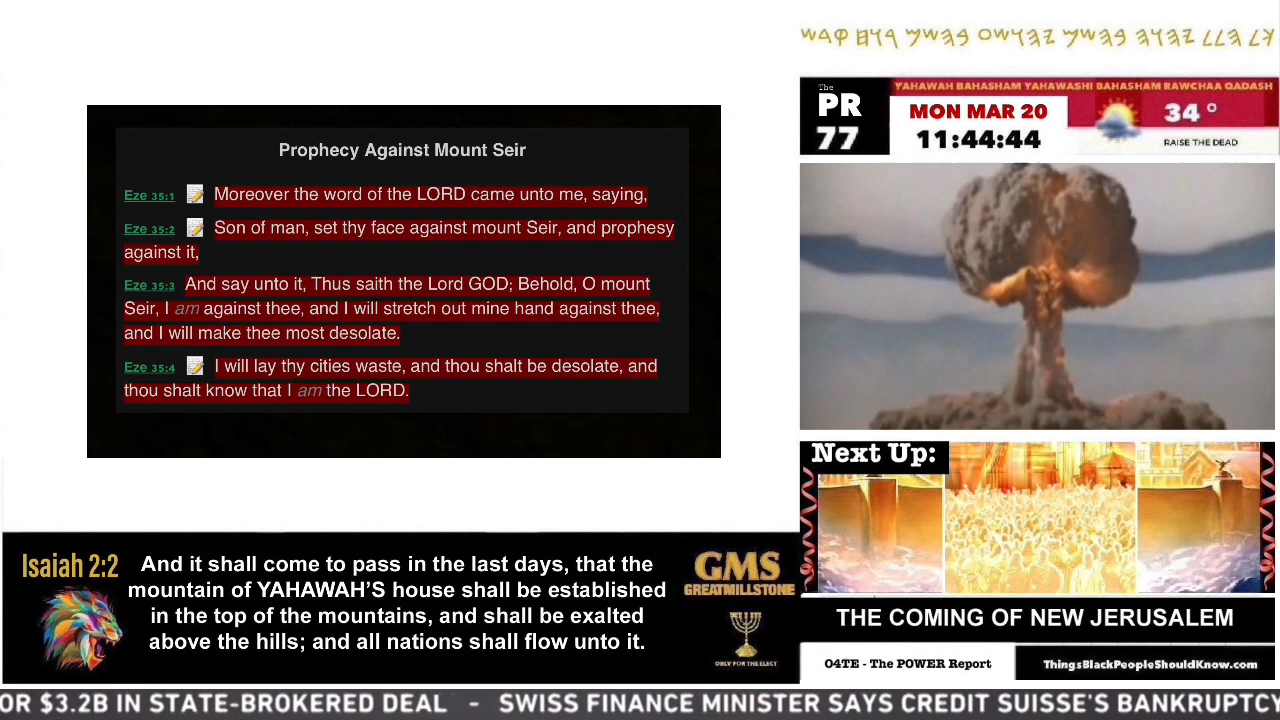 Prophecy Against Mount Seir
Eze 35:1 Moreover the word of the LORD came unto me, saying,
Eze 35:2 Son of man, set thy face against mount Seir, and prophesy
against it,
Eze 35:3 And say unto it, Thus saith the Lord GOD; Behold, O mount
Seir, I am against thee, and I will stretch out mine hand against thee,
and I will make thee most desolate.
Eze 35:4 I will lay thy cities waste, and thou shalt be desolate, and
thou shalt know that I am the LORD.
YAHAWAH BAHASHAM YAHAWASHI BAHASHAM RAWCHAA QADASH
The
PR
77
MON MAR 20
11:44:44
34°
RAISE THE DEAD
Next Up:
THE COMING OF NEW JERUSALEM
O4TE - The POWER Report
ThingsBlackPeopleShouldKnow.com
Isaiah 2:2
And it shall come to pass in the last days, that the
mountain of YAHAWAH'S house shall be established
in the top of the mountains, and shall be exalted
above the hills; and all nations shall flow unto it.
GMS
GREATMILLSTONE
ONLY FOR THE ELECT
OR $3.2B IN STATE-BROKERED DEAL - SWISS FINANCE MINISTER SAYS CREDIT SUISSE'S BANKRUPTCY